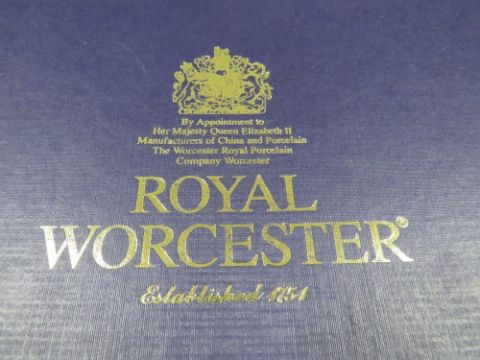 By Appointment to
Her Majesty Queen Elizabeth II
Manufacturers of China and Porcelain
The Worcester Royal Porcelain
Company Worcester
ROYAL
WORCESTER®
Established 1751